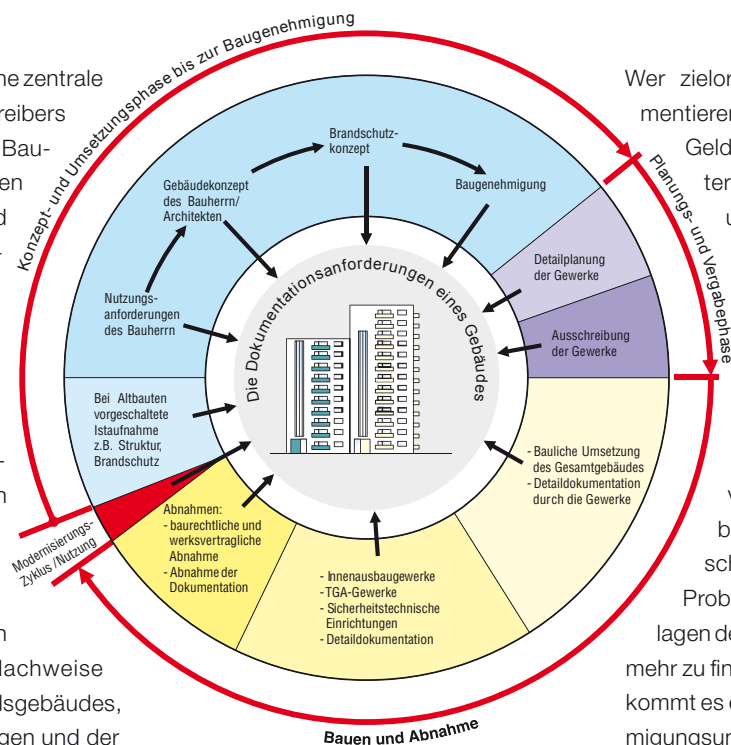 ne zentrale
reibers
Bau-
en
d
Wer zielor
mentieren
Geld
ter
u
Konzept- und Umsetzungsphase bis zur Baugenehmigung
Planungs- und Vergabephase
Brandschutz-
konzept
Gebäudekonzept
des Bauherrn/
Architekten
Baugenehmigung
Nutzungs-
anforderungen
des Bauherrn
Detailplanung
der Gewerke
Ausschreibung
der Gewerke
Die Dokumentationsanforderungen eines Gebäudes
Bei Altbauten
vorgeschaltete
Istaufnahme
z.B. Struktur,
Brandschutz
- Bauliche Umsetzung
des Gesamtgebäudes
- Detaildokumentation
durch die Gewerke
Abnahmen:
- baurechtliche und
werksvertragliche
Abnahme
- Abnahme der
Dokumentation
- Innenausbaugewerke
- TGA-Gewerke
- Sicherheitstechnische
Einrichtungen
- Detaildokumentation
Modernisierungs-
Zyklus /Nutzung
Bauen und Abnahme
-
n
n
Nachweise
dsgebäudes,
gen und der
v
b
sch
Prob
lagen de
mehr zu fin
kommt es
migungsu